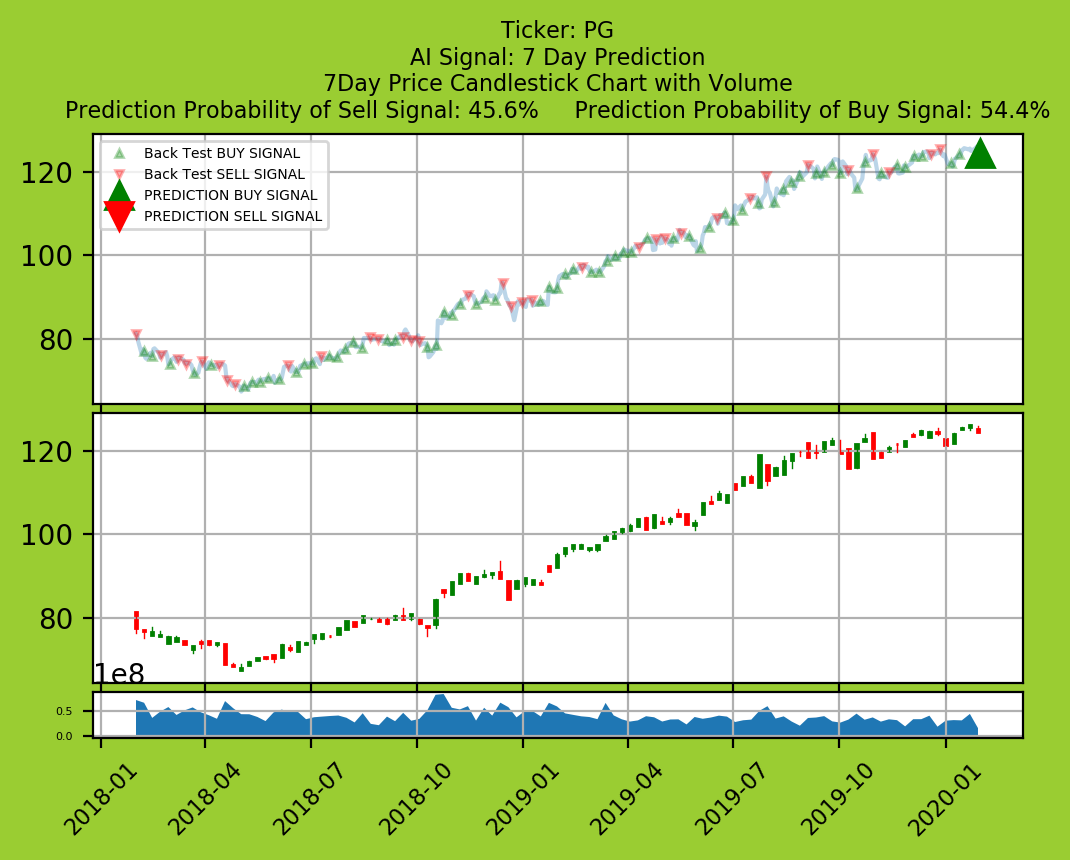 Ticker: PG
AI Signal: 7 Day Prediction
7Day Price Candlestick Chart with Volume
Prediction Probability of Sell Signal: 45.6%     Prediction Probability of Buy Signal: 54.4%
Back Test BUY SIGNAL
Back Test SELL SIGNAL
PREDICTION BUY SIGNAL
PREDICTION SELL SIGNAL
120
100
80
120
100
80
1e8
0.5
0.0
2018-01
2018-04
2018-07
2018-10
2019-01
2019-04
2019-07
2019-10
2020-01